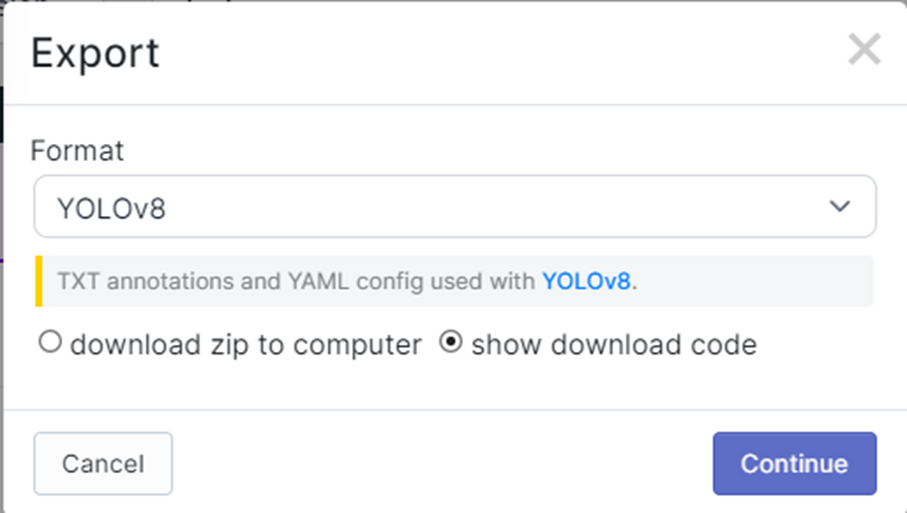 Export
Format
YOLOv8
TXT annotations and YAML config used with YOLOv8.
download zip to computer show download code
Cancel Continue